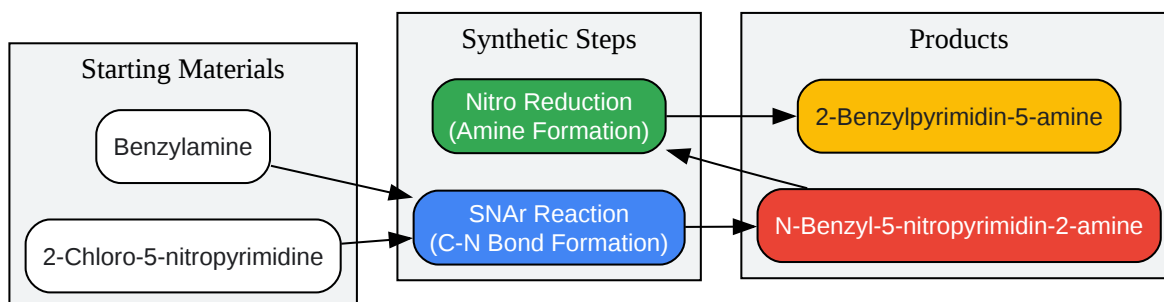 Starting Materials
Benzylamine
2-Chloro-5-nitropyrimidine
Synthetic Steps
Nitro Reduction
(Amine Formation)
SNAr Reaction
(C-N Bond Formation)
Products
2-Benzylpyrimidin-5-amine
N-Benzyl-5-nitropyrimidin-2-amine